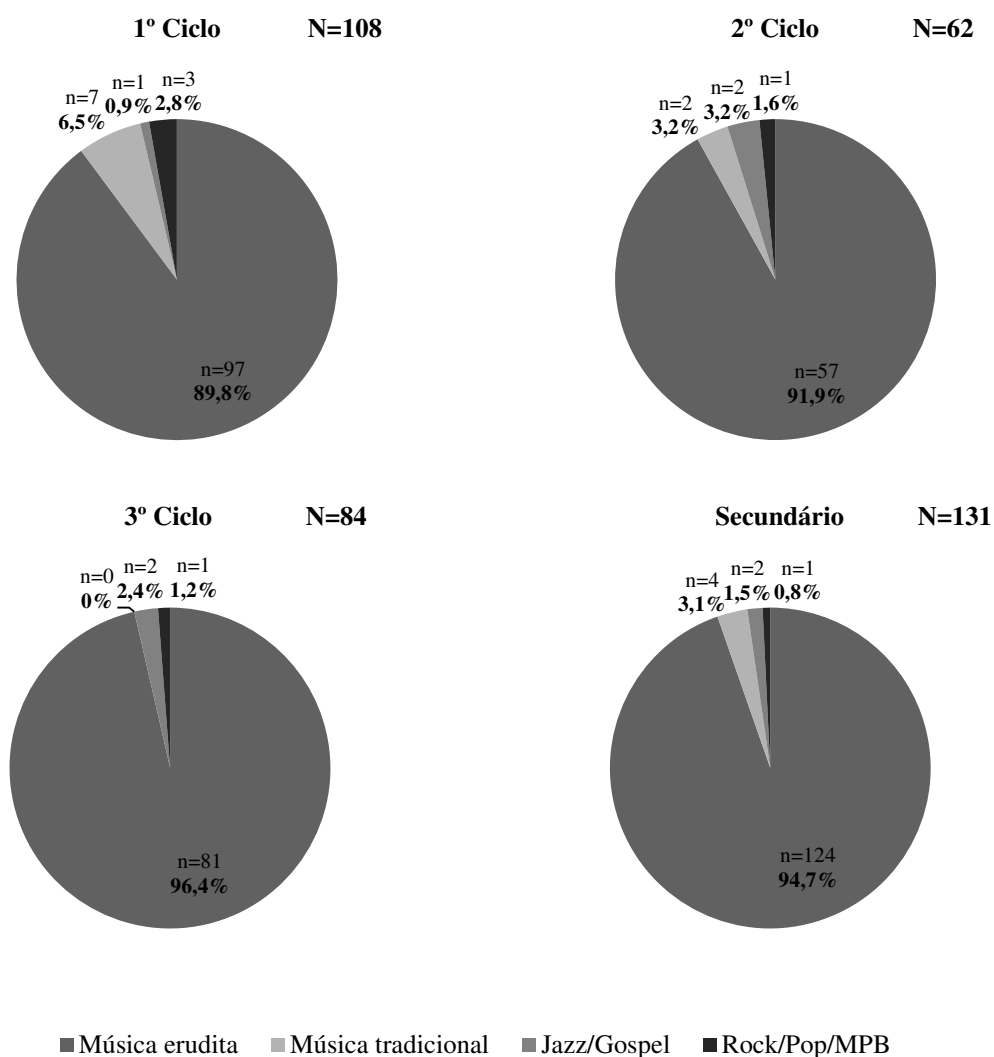 1º Ciclo N=108
n=7 n=1 n=3
6,5% 0,9% 2,8%
n=97
89,8%
2º Ciclo N=62
n=2 n=2 n=1
3,2% 3,2% 1,6%
n=57
91,9%
3º Ciclo N=84
n=0 n=2 n=1
0% 2,4% 1,2%
n=81
96,4%
Secundário N=131
n=4 n=2 n=1
3,1% 1,5% 0,8%
n=124
94,7%
Música erudita Música tradicional Jazz/Gospel Rock/Pop/MPB